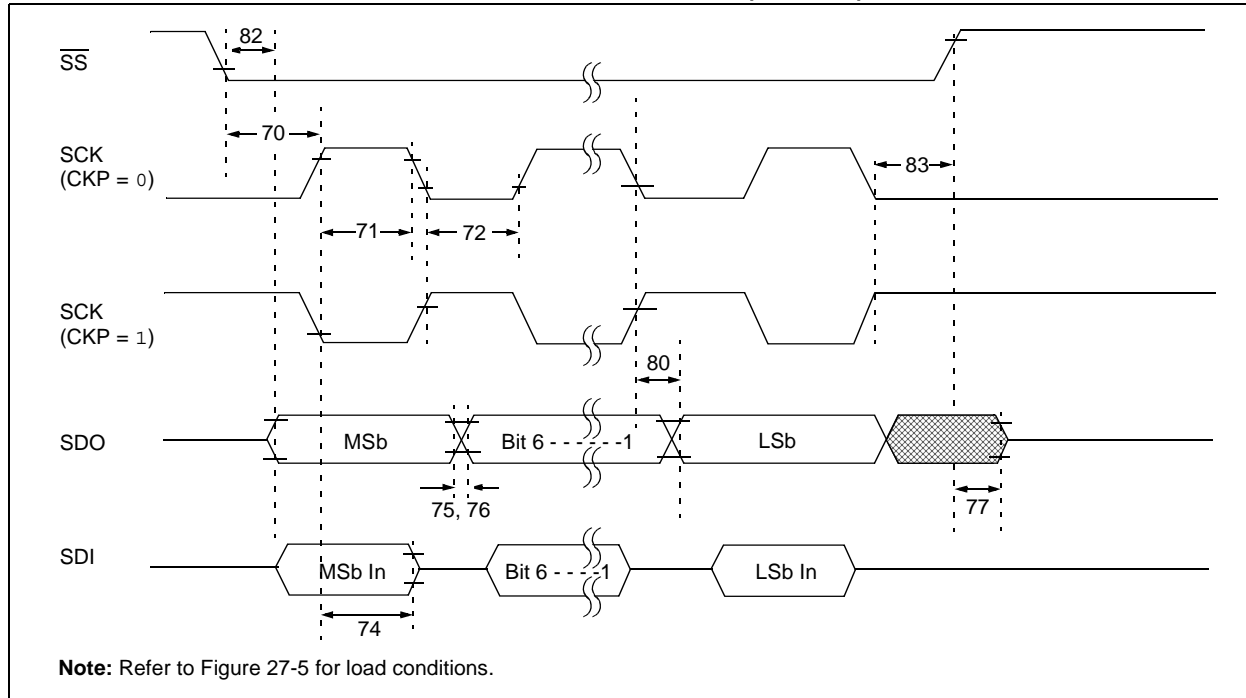 82
SS
70
SCK
(CKP = 0)
83
71
72
SCK
(CKP = 1)
80
SDO
MSb
Bit 6 - - - - - -1
LSb
75, 76
77
SDI
MSb In
Bit 6 - - - -1
LSb In
74
Note: Refer to Figure 27-5 for load conditions.